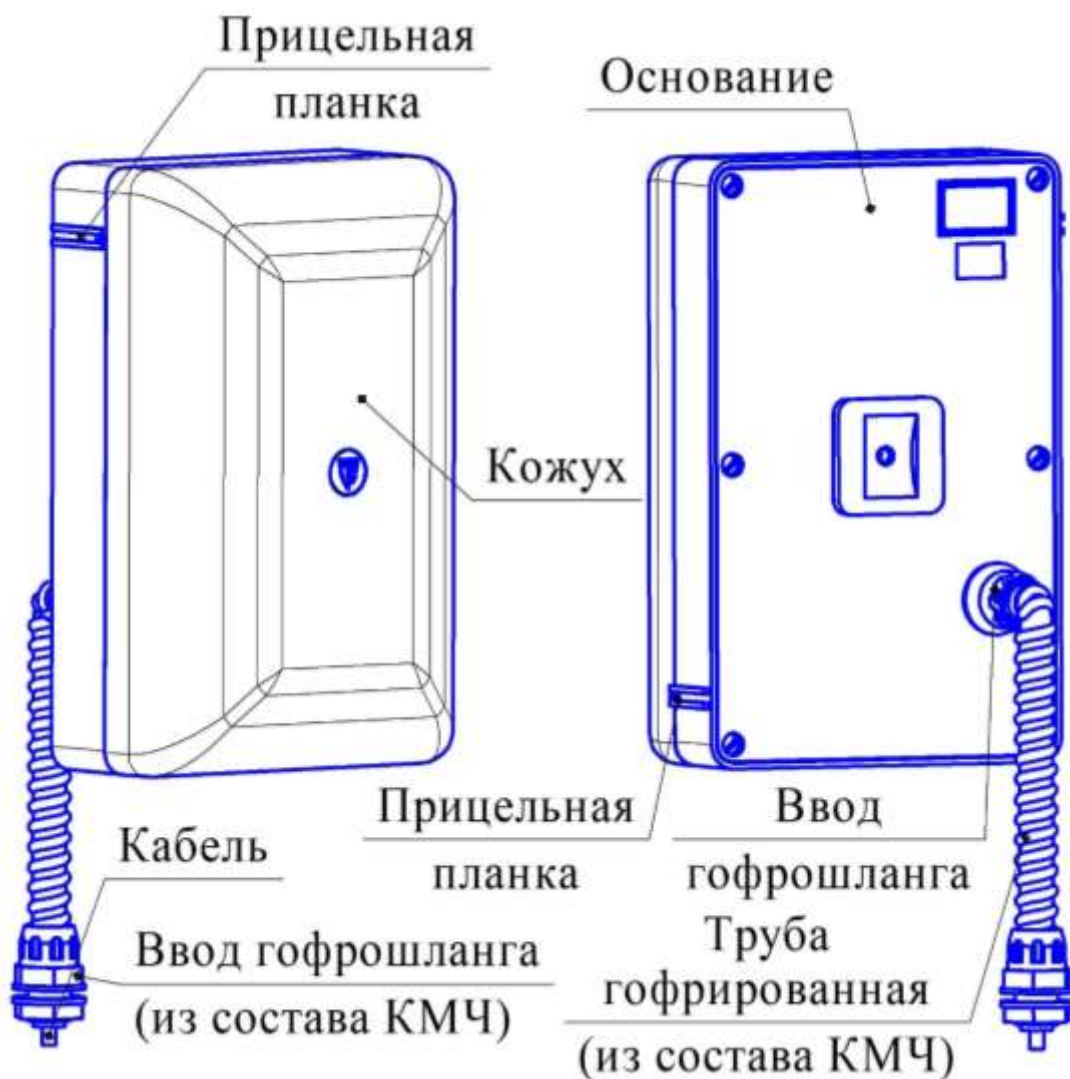 Прицельная
планка
Основание
Кожух
Прицельная
планка
Ввод
гофрошланга
Кабель
Ввод гофрошланга
(из состава КМЧ)
Труба
гофрированная
(из состава КМЧ)